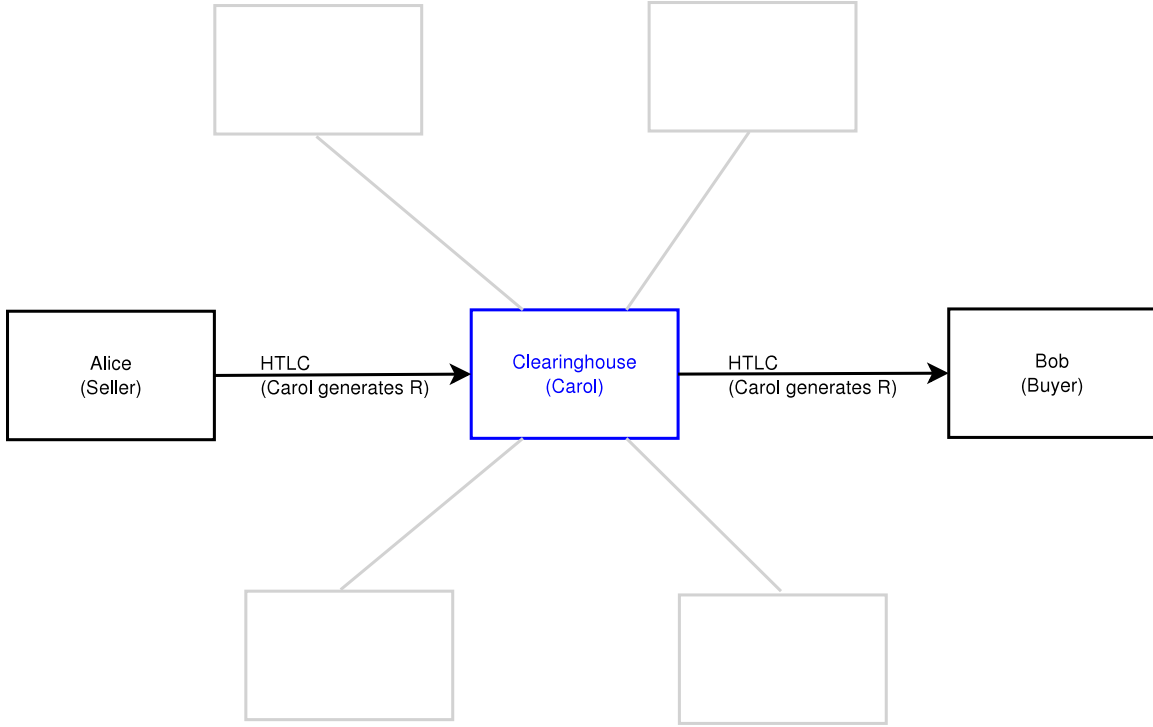 Alice
(Seller)
HTLC
(Carol generates R)
Clearinghouse
(Carol)
HTLC
(Carol generates R)
Bob
(Buyer)